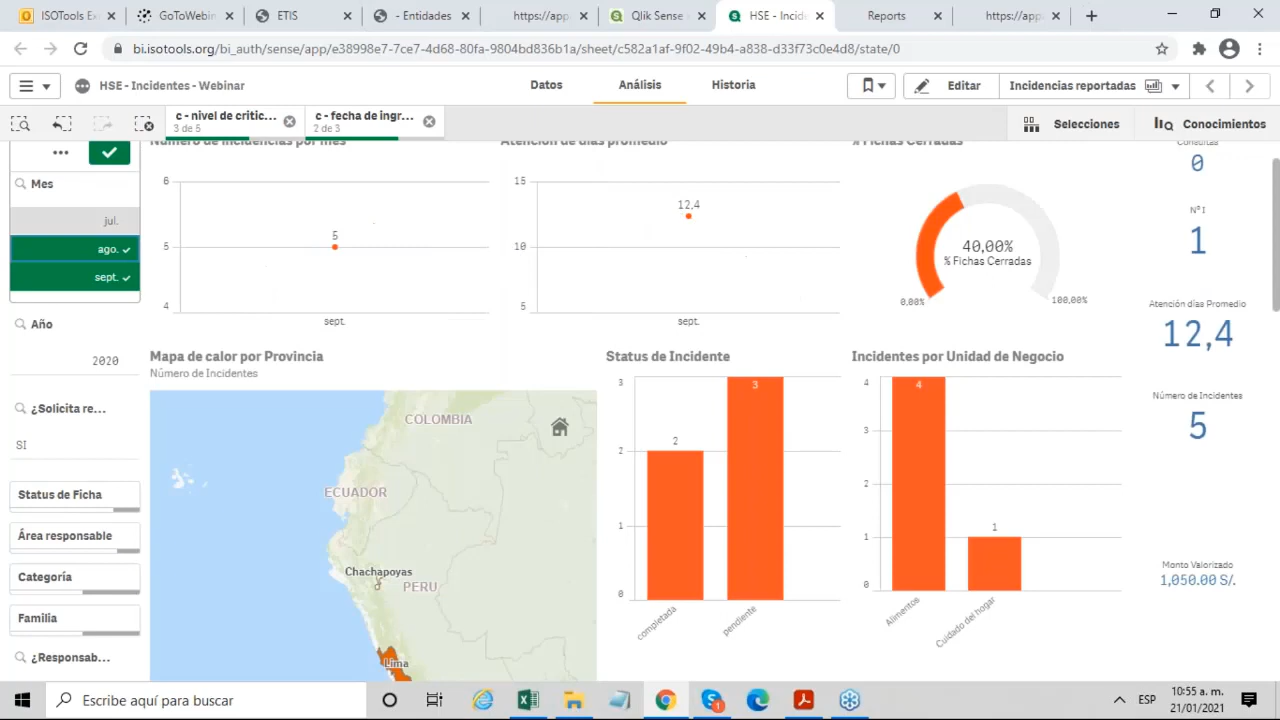 ISOTools Ex
GoToWebin
ETIS
- Entidades
https://app
Qlik Sense
HSE - Incid
Reports
https://app
bi.isotools.org/bi_auth/sense/app/e38998e7-7ce7-4d68-80fa-9804bd836b1a/sheet/c582a1af-9f02-49b4-a838-d33f73c0e4d8/state/0
HSE - Incidentes - Webinar
Datos
Análisis
Historia
Editar
Incidencias reportadas
c - nivel de critic...
3 de 5
c - fecha de ingr...
2 de 3
Selecciones
Conocimientos
Mes
jul.
ago.
sept.
Año
2020
¿Solicita re...
SI
Status de Ficha
Área responsable
Categoría
Familia
¿Responsab...
Número de incidencias por mes
6
5
4
5
sept.
Atención de días promedio
15
10
5
12,4
sept.
% Fichas Cerradas
40,00%
% Fichas Cerradas
0,00%
100,00%
Consultas
0
N° I
1
Atención días Promedio
12,4
Número de Incidentes
5
Monto Valorizado
1,050.00 S/.
Mapa de calor por Provincia
Número de Incidentes
COLOMBIA
ECUADOR
Chachapoyas
PERU
Lima
Status de Incidente
3
2
1
0
2
3
completada
pendiente
Incidentes por Unidad de Negocio
4
3
2
1
0
4
1
Alimentos
Cuidado del hogar
Escribe aquí para buscar
ESP
10:55 a. m.
21/01/2021